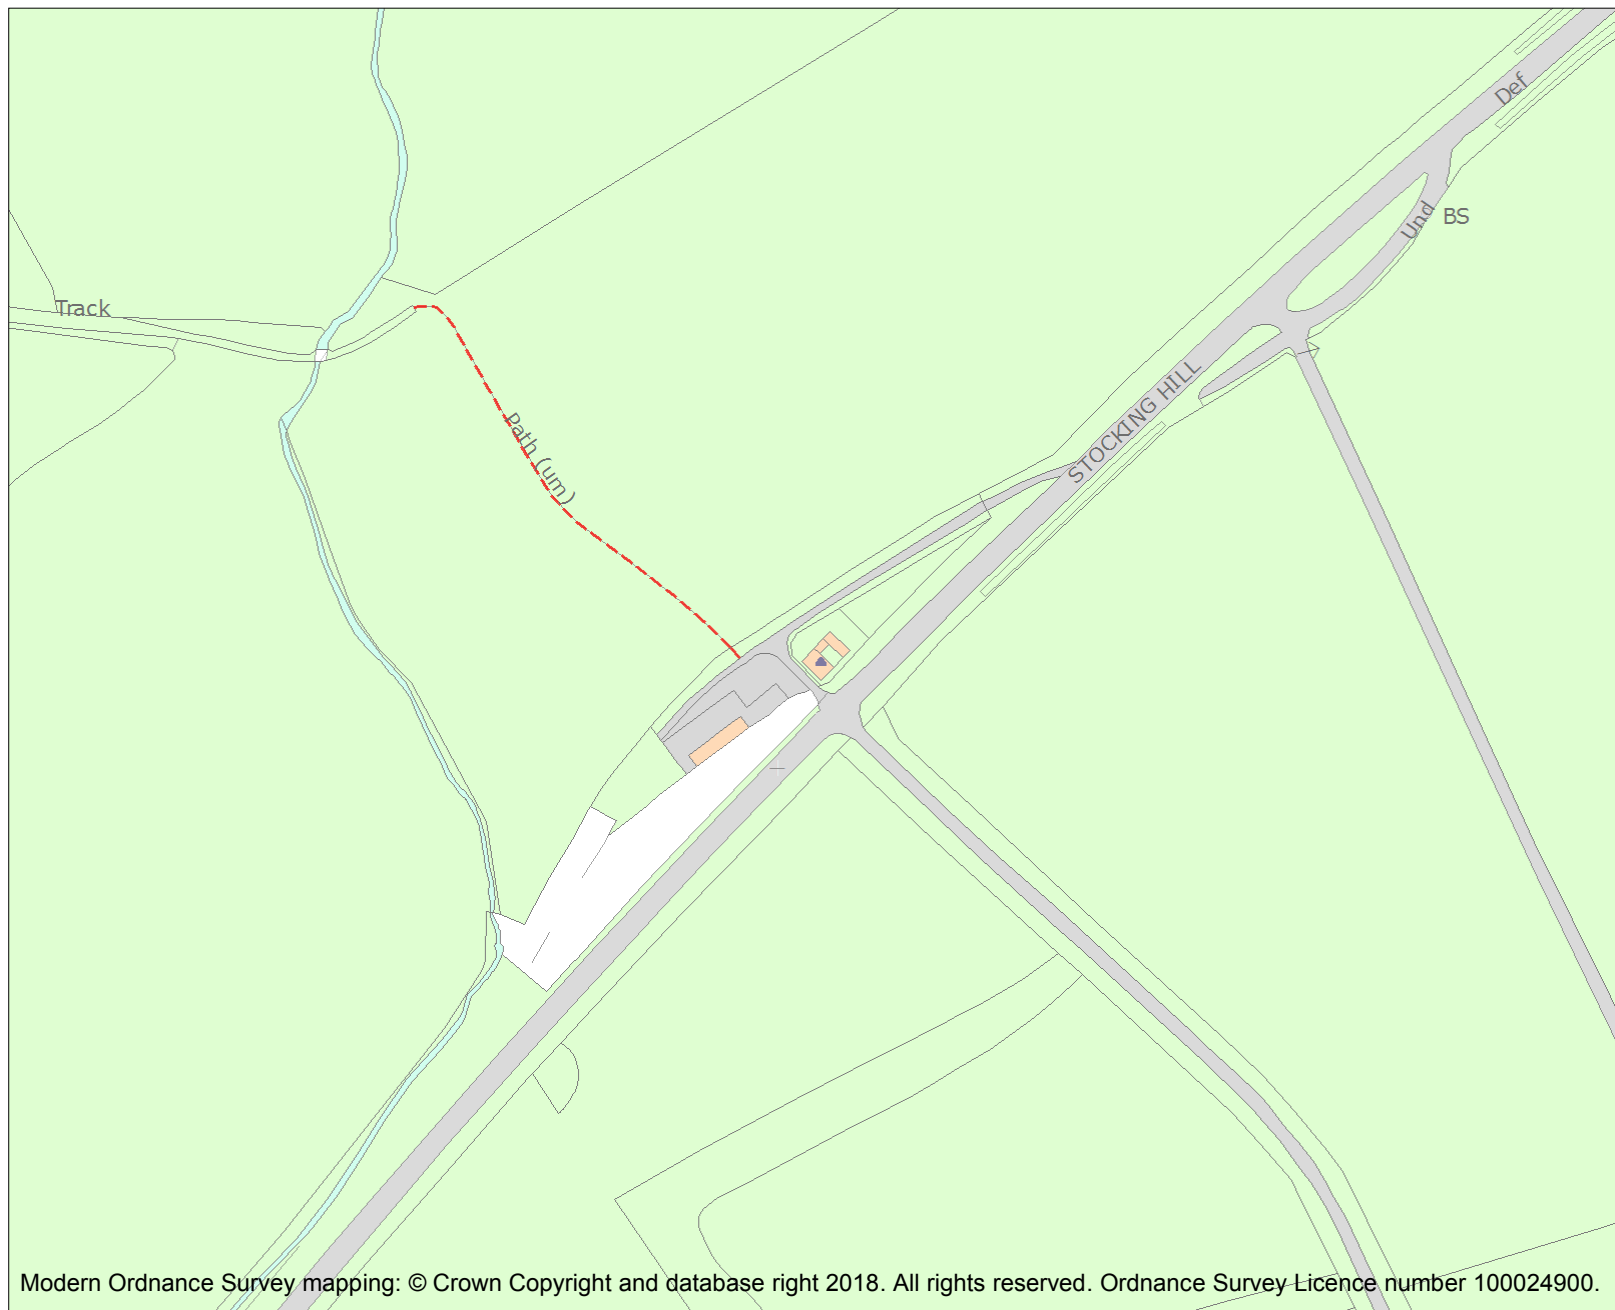 Def
Und
BS
Track
STOCKING HILL
Path (um)
Modern Ordnance Survey mapping: © Crown Copyright and database right 2018. All rights reserved. Ordnance Survey Licence number 100024900.